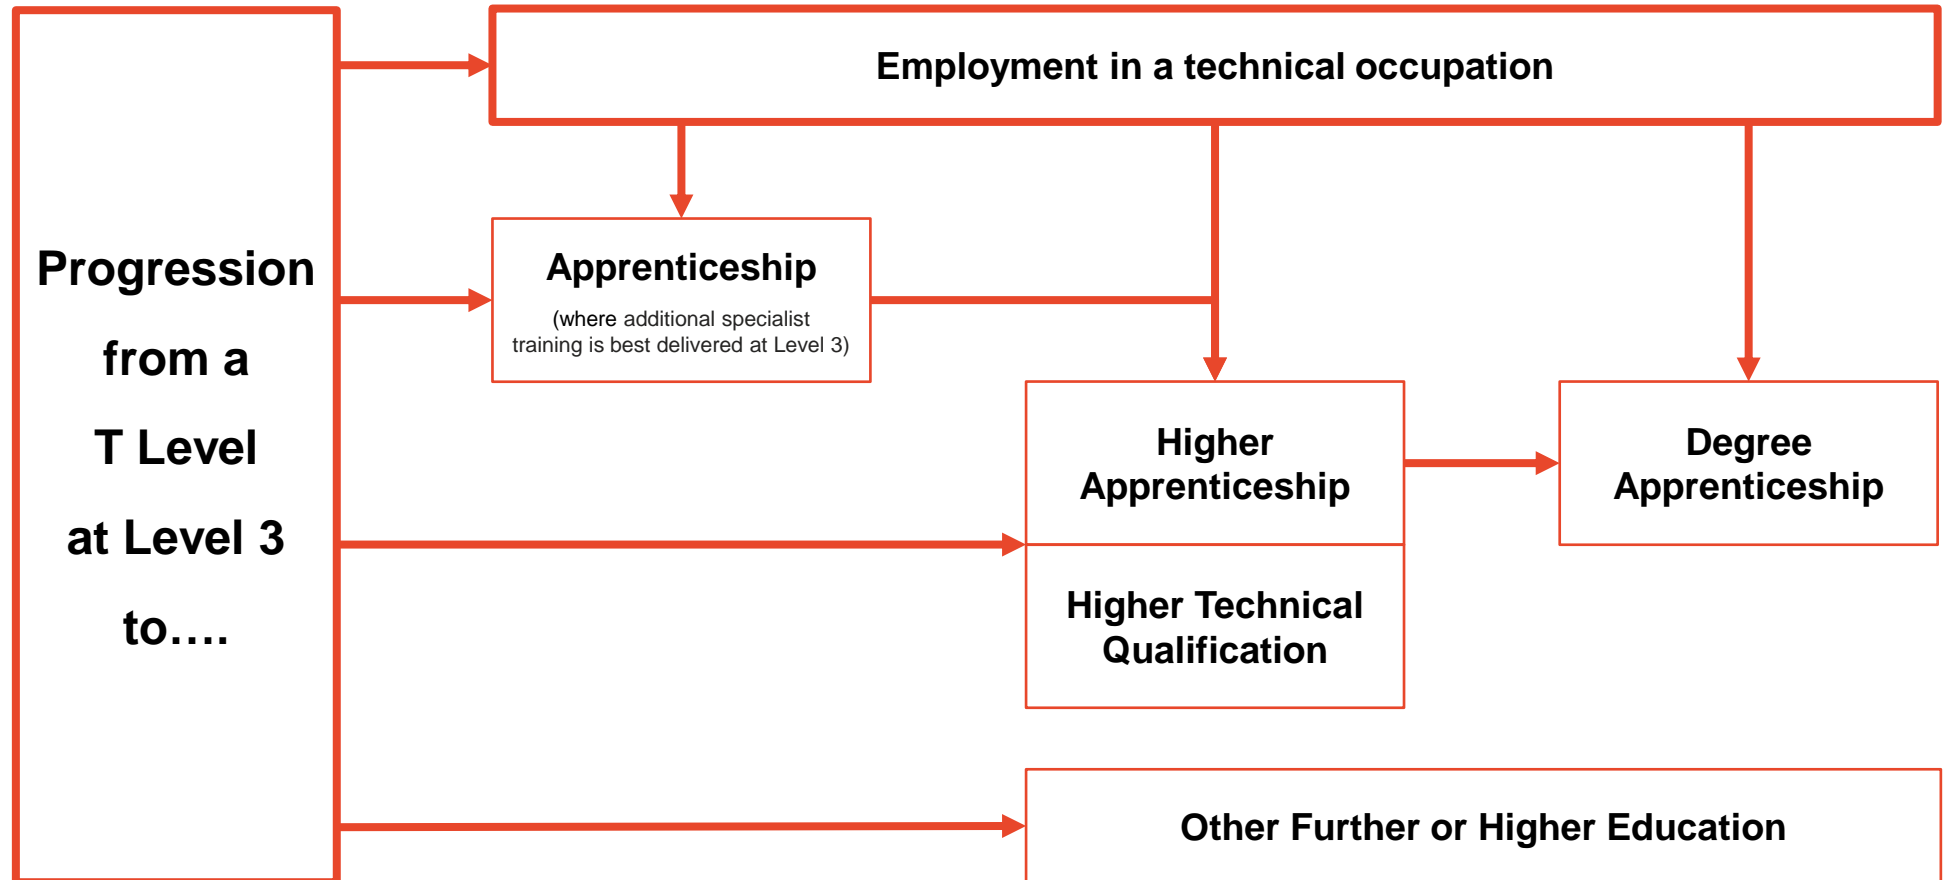 Progression
from a
T Level
at Level 3
to….
Employment in a technical occupation
Apprenticeship
(where additional specialist
training is best delivered at Level 3)
Higher
Apprenticeship
Degree
Apprenticeship
Higher Technical
Qualification
Other Further or Higher Education